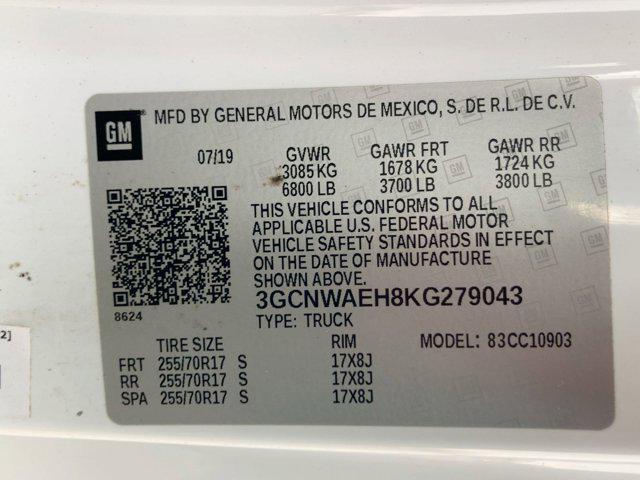 GM
MFD BY GENERAL MOTORS DE MEXICO, S. DE R.L. DE C.V.
07/19 GVWR GAWR FRT GAWR RR
3085 KG 1678 KG 1724 KG
6800 LB 3700 LB 3800 LB
THIS VEHICLE CONFORMS TO ALL
APPLICABLE U.S. FEDERAL MOTOR
VEHICLE SAFETY STANDARDS IN EFFECT
ON THE DATE OF MANUFACTURE
SHOWN ABOVE.
3GCNWAEH8KG279043
8624
TYPE: TRUCK
TIRE SIZE RIM MODEL: 83CC10903
FRT 255/70R17 S 17X8J
RR 255/70R17 S 17X8J
SPA 255/70R17 S 17X8J
2]